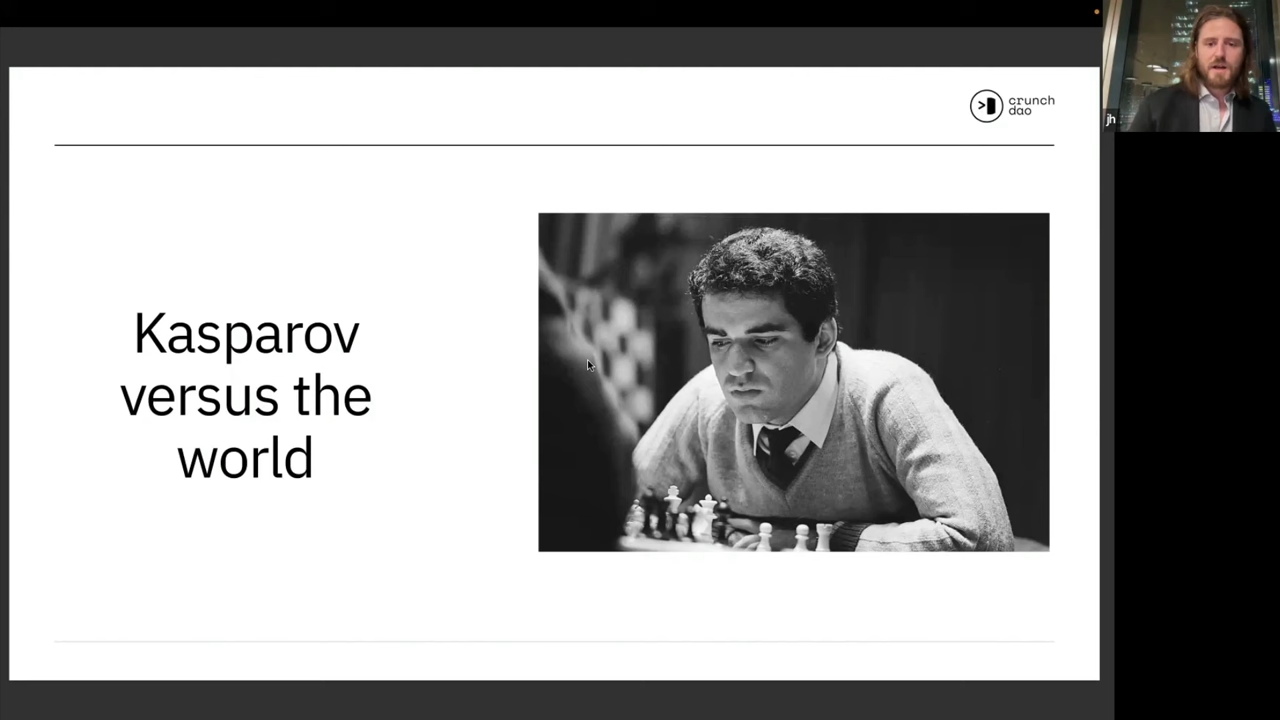 crunch
dao
jh
Kasparov
versus the
world